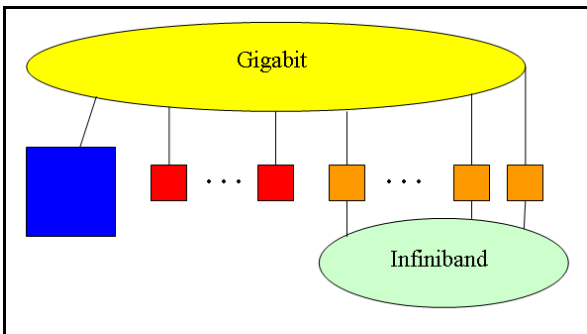 Gigabit
. . . . . .
Infiniband